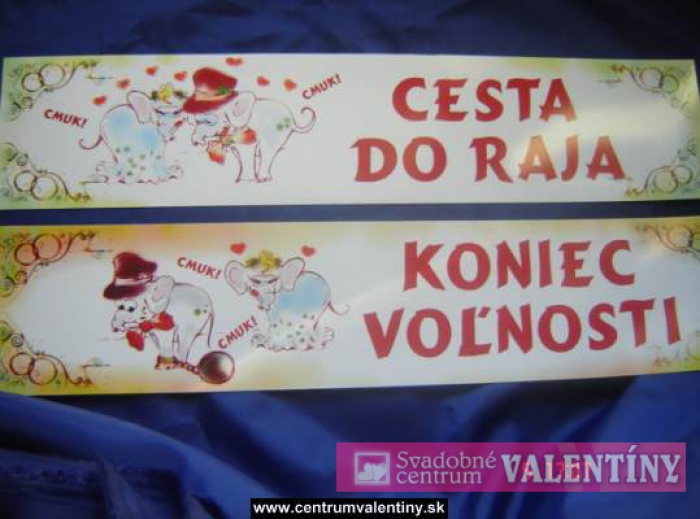 CMUK!
CMUK!
CESTA
DO RAJA
CMUK!
CMUK!
KONIEC
VOĽNOSTI
Svadobné
centrum
VALENTÍNY
www.centrumvalentiny.sk